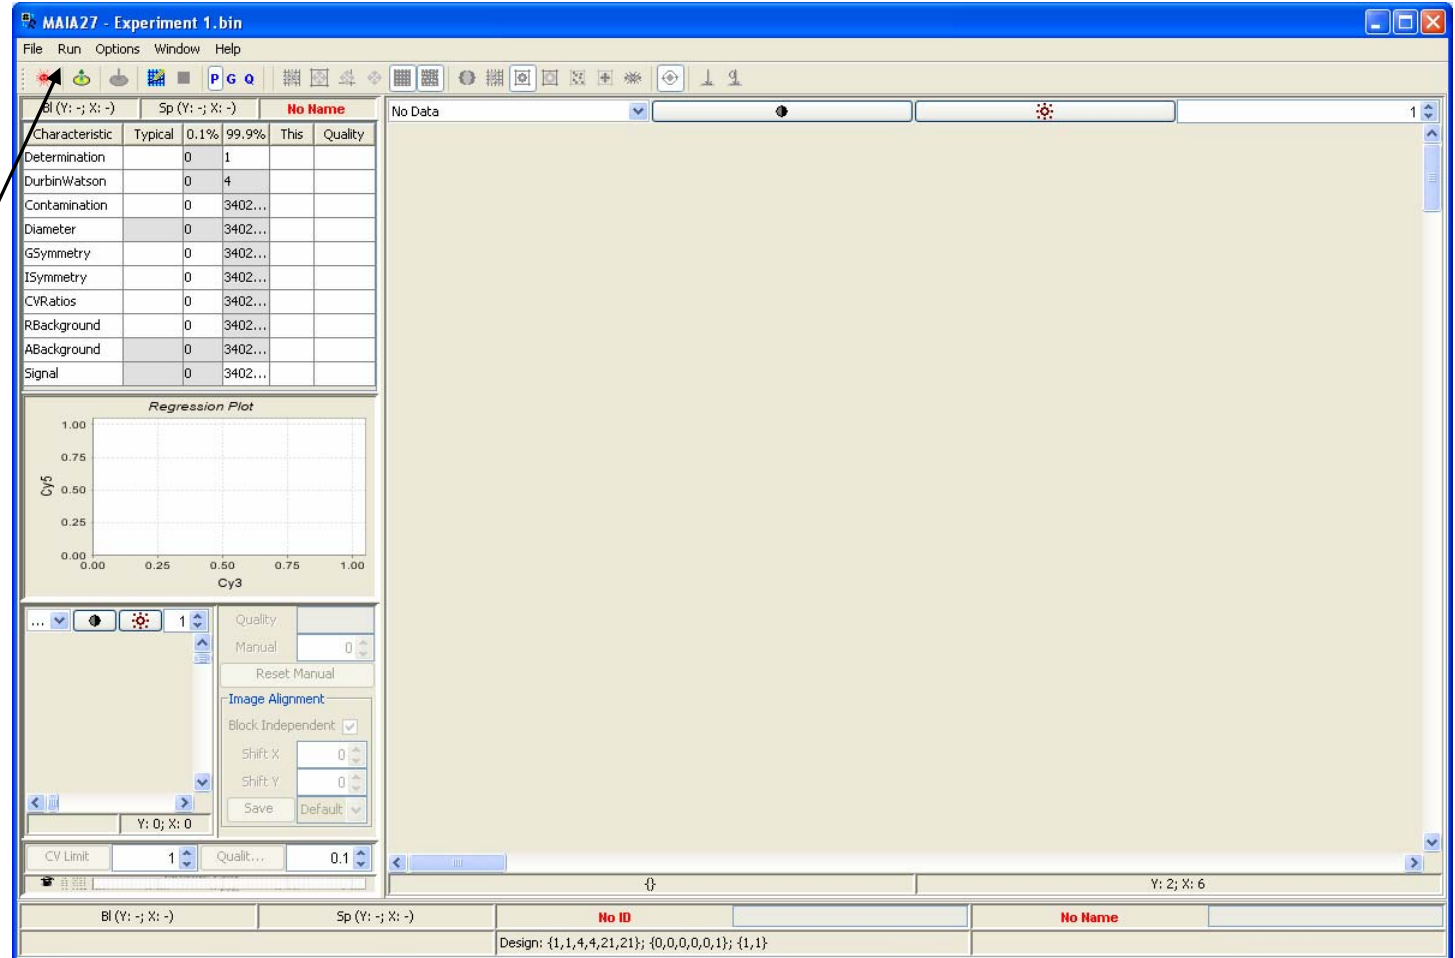 MAIA27 - Experiment 1.bin
File Run Options Window Help
P G Q
Bl (Y: -; X: -) Sp (Y: -; X: -) No Name
Characteristic Typical 0.1% 99.9% This Quality
Determination 0 1
DurbinWatson 0 4
Contamination 0 3402...
Diameter 0 3402...
GSymmetry 0 3402...
ISymmetry 0 3402...
CVRatios 0 3402...
RBackground 0 3402...
ABackground 0 3402...
Signal 0 3402...
No Data 1
Regression Plot
1.00
0.75
0.50
0.25
0.00
Cy5
0.00 0.25 0.50 0.75 1.00
Cy3
... 1
Y: 0; X: 0
Quality
Manual 0
Reset Manual
Image Alignment
Block Independent
Shift X 0
Shift Y 0
Save Default
CV Limit 1 Qualit... 0.1
{} Y: 2; X: 6
Bl (Y: -; X: -) Sp (Y: -; X: -) No ID No Name
Design: {1,1,4,4,21,21}; {0,0,0,0,0,1}; {1,1}